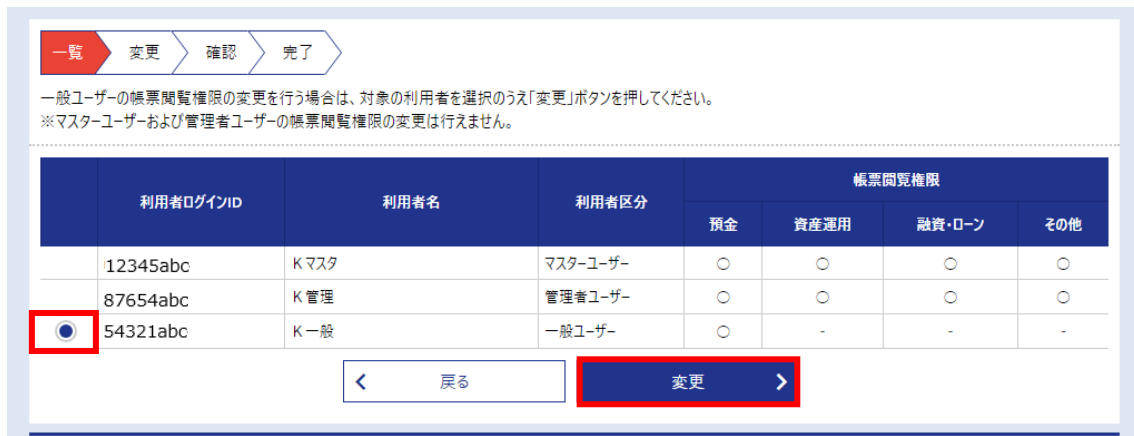 一覧 変更 確認 完了
一般ユーザーの帳票閲覧権限の変更を行う場合は、対象の利用者を選択のうえ「変更」ボタンを押してください。
※マスターユーザーおよび管理者ユーザーの帳票閲覧権限の変更は行えません。
利用者ログインID 利用者名 利用者区分 帳票閲覧権限
預金 資産運用 融資・ローン その他
12345abc K マスタ マスターユーザー ○ ○ ○ ○
87654abc K 管理 管理者ユーザー ○ ○ ○ ○
54321abc K 一般 一般ユーザー ○ - - -
戻る 変更